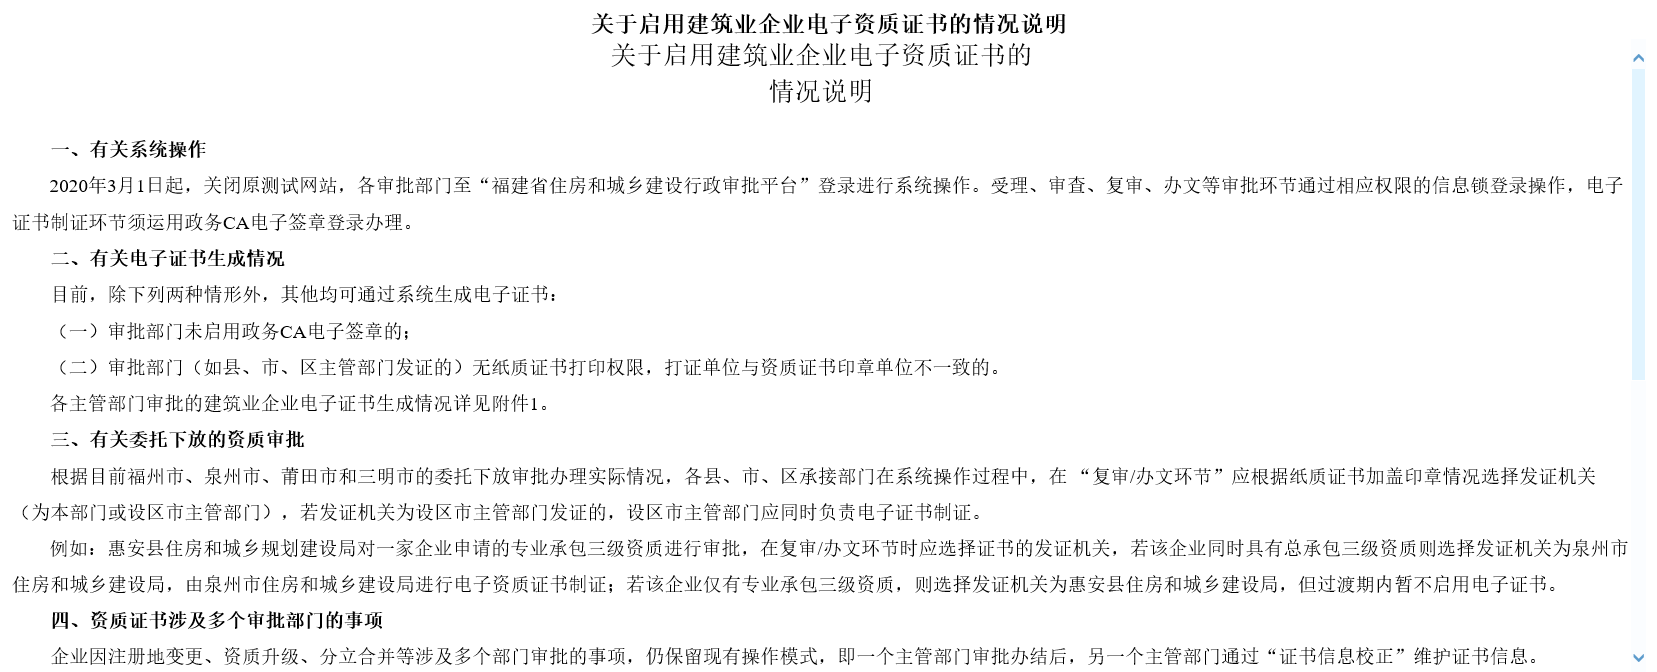 关于启用建筑业企业电子资质证书的情况说明
关于启用建筑业企业电子资质证书的
情况说明
一、有关系统操作
2020年3月1日起，关闭原测试网站，各审批部门至“福建省住房和城乡建设行政审批平台”登录进行系统操作。受理、审查、复审、办文等审批环节通过相应权限的信息锁登录操作，电子
证书制证环节须运用政务CA电子签章登录办理。
二、有关电子证书生成情况
目前，除下列两种情形外，其他均可通过系统生成电子证书：
（一）审批部门未启用政务CA电子签章的；
（二）审批部门（如县、市、区主管部门发证的）无纸质证书打印权限，打证单位与资质证书印章单位不一致的。
各主管部门审批的建筑业企业电子证书生成情况详见附件1。
三、有关委托下放的资质审批
根据目前福州市、泉州市、莆田市和三明市的委托下放审批办理实际情况，各县、市、区承接部门在系统操作过程中，在 “复审/办文环节”应根据纸质证书加盖印章情况选择发证机关
（为本部门或设区市主管部门），若发证机关为设区市主管部门发证的，设区市主管部门应同时负责电子证书制证。
例如：惠安县住房和城乡规划建设局对一家企业申请的专业承包三级资质进行审批，在复审/办文环节时应选择证书的发证机关，若该企业同时具有总承包三级资质则选择发证机关为泉州市
住房和城乡建设局，由泉州市住房和城乡建设局进行电子资质证书制证；若该企业仅有专业承包三级资质，则选择发证机关为惠安县住房和城乡建设局，但过渡期内暂不启用电子证书。
四、资质证书涉及多个审批部门的事项
企业因注册地变更、资质升级、分立合并等涉及多个部门审批的事项，仍保留现有操作模式，即一个主管部门审批办结后，另一个主管部门通过“证书信息校正”维护证书信息。